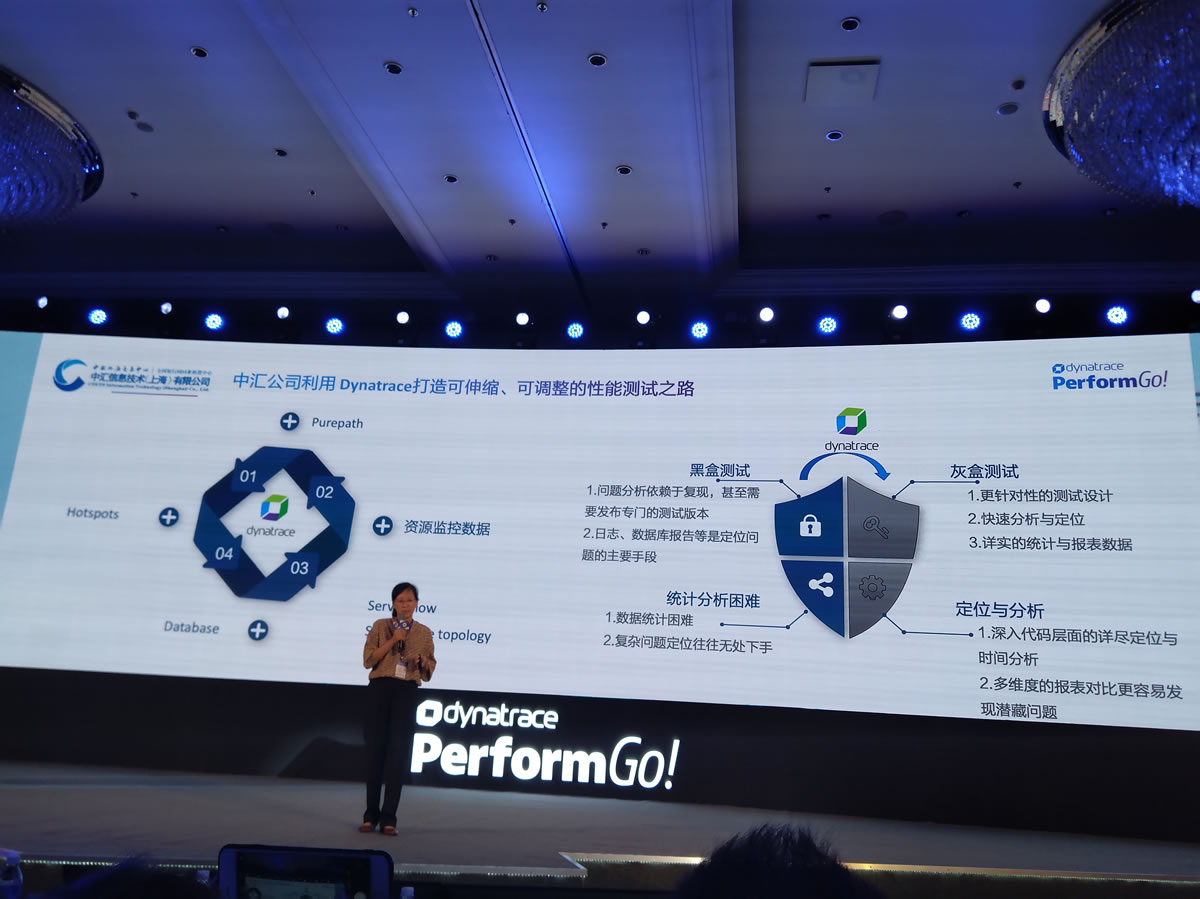 中汇信息技术(上海)有限公司
CFETS Information Technology (Shanghai) Co., Ltd.
中汇公司利用 Dynatrace打造可伸缩、可调整的性能测试之路
dynatrace
PerformGo!
Purepath
01
02
03
04
dynatrace
Hotspots
资源监控数据
Database
topology
dynatrace
黑盒测试
1.问题分析依赖于复现，甚至需
要发布专门的测试版本
2.日志、数据库报告等是定位问
题的主要手段
灰盒测试
1.更针对性的测试设计
2.快速分析与定位
3.详实的统计与报表数据
统计分析困难
1.数据统计困难
2.复杂问题定位往往无处下手
定位与分析
1.深入代码层面的详尽定位与
时间分析
2.多维度的报表对比更容易发
现潜藏问题
dynatrace
PerformGo!